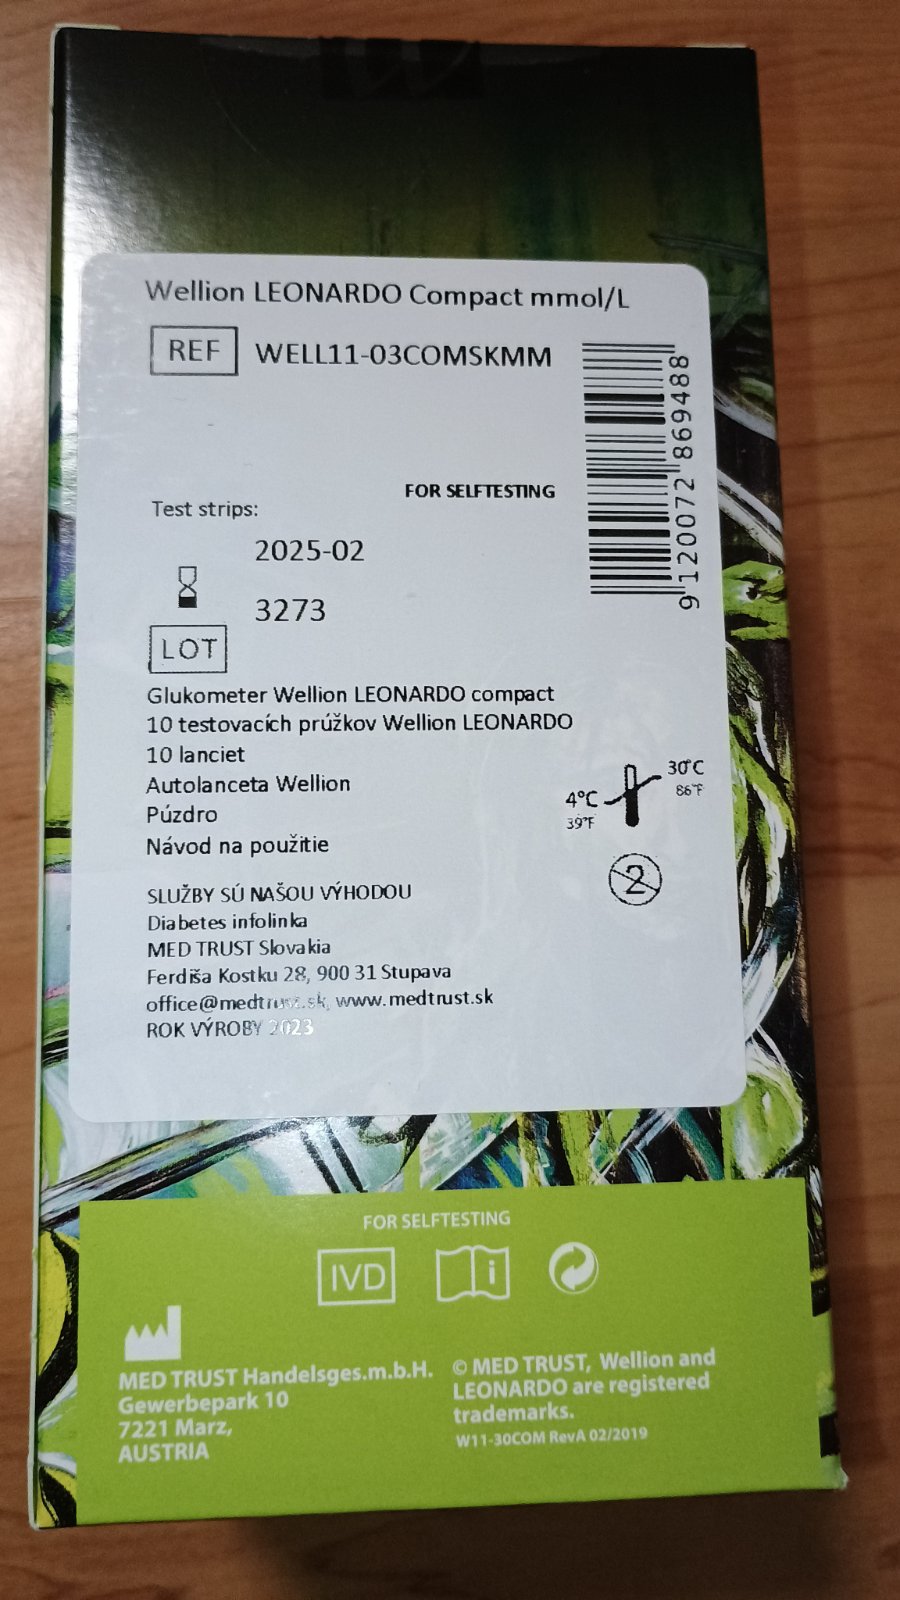 Wellion LEONARDO Compact mmol/L
REF WELL11-03COMSKMM
9120072 869488
FOR SELFTESTING
Test strips:
2025-02
3273
LOT
Glukometer Wellion LEONARDO compact
10 testovacích prúžkov Wellion LEONARDO
10 lanciet
Autolanceta Wellion
Púzdro
Návod na použitie
30°C
86°F
4°C
39°F
2
SLUŽBY SÚ NAŠOU VÝHODOU
Diabetes infolinka
MED TRUST Slovakia
Ferdiša Kostku 28, 900 31 Stupava
office@medtrust.sk, www.medtrust.sk
ROK VÝROBY 2023
FOR SELFTESTING
IVD
MED TRUST Handelsges.m.b.H.
Gewerbepark 10
7221 Marz,
AUSTRIA
© MED TRUST, Wellion and
LEONARDO are registered
trademarks.
W11-30COM RevA 02/2019